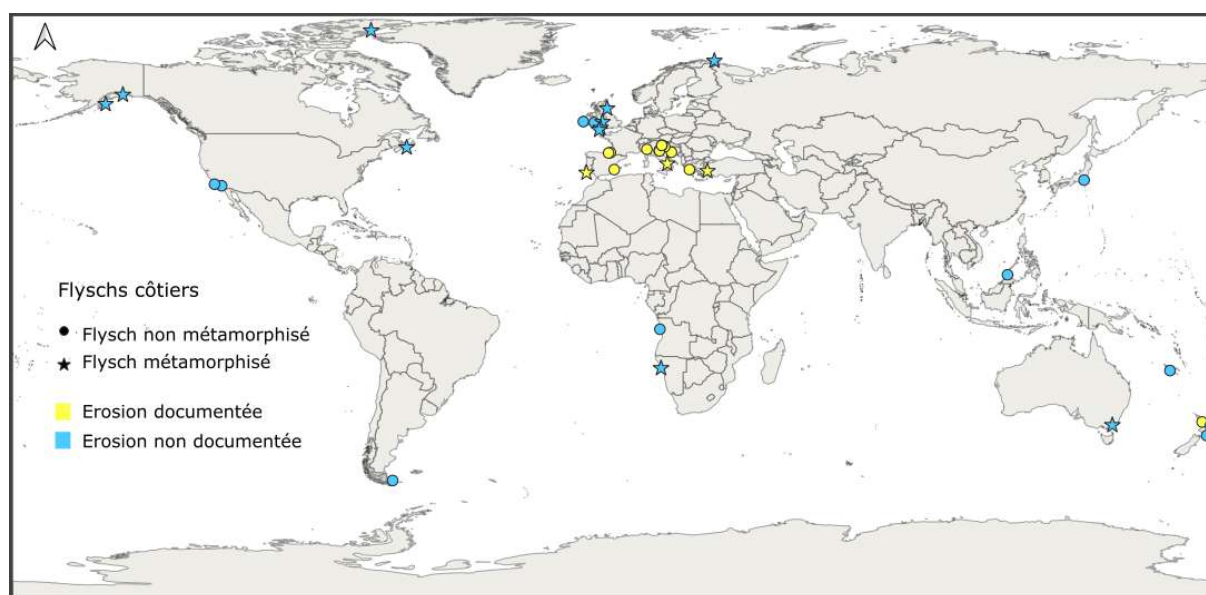 Flyschs côtiers
Flysch non métamorphisé
Flysch métamorphisé
Erosion documentée
Erosion non documentée